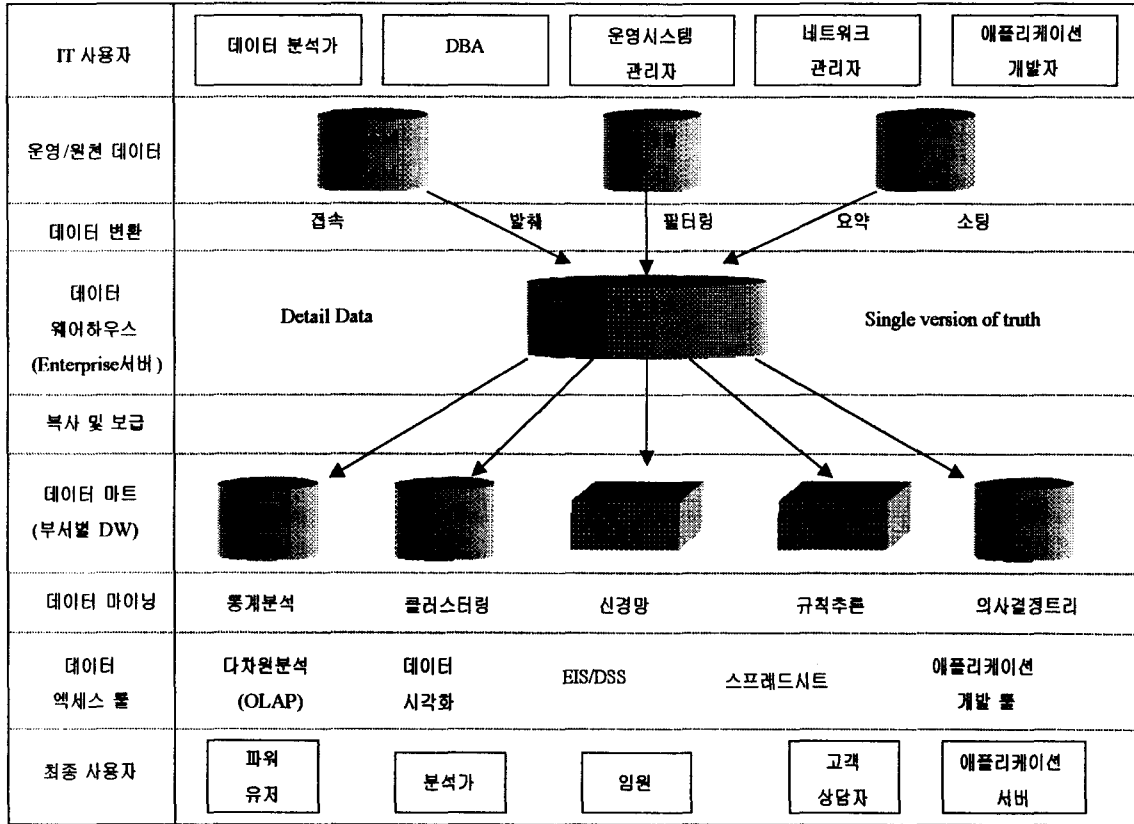 IT 사용자
데이터 분석가
DBA
운영시스템
관리자
네트워크
관리자
애플리케이션
개발자
운영/원천 데이터
데이터 변환
접속
발췌
필터링
요약
소팅
데이터
웨어하우스
(Enterprise서버)
Detail Data
Single version of truth
복사 및 보급
데이터 마트
(부서별 DW)
데이터 마이닝
통계분석
클러스터링
신경망
규칙추론
의사결정트리
데이터
엑세스 툴
다차원분석
(OLAP)
데이터
시각화
EIS/DSS
스프레드시트
애플리케이션
개발 툴
최종 사용자
파워
유저
분석가
임원
고객
상담자
애플리케이션
서버